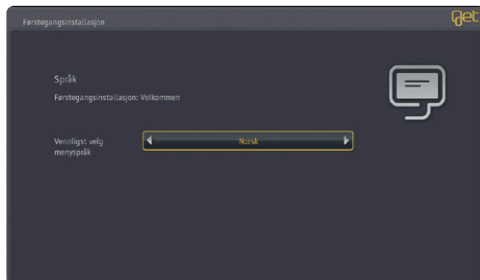 Førstegangsinstallasjon
get
Språk
Førstegangsinstallasjon: Velkommen
Vennligst velg
menyspråk
Norsk